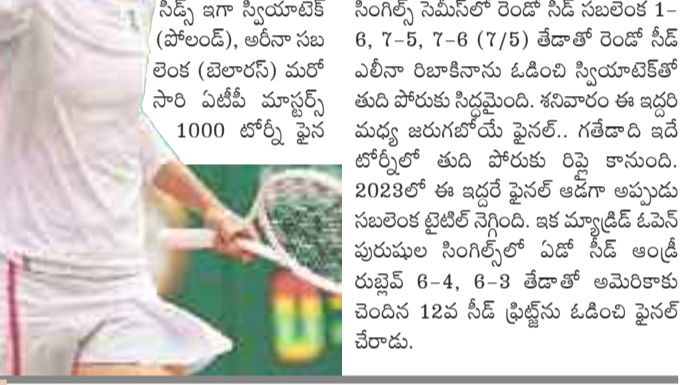 సీడ్స్ ఇగా స్వియాటెక్
(పోలండ్), అరీనా సబ
లెంక (బెలారస్) మరో
సారి ఏటీపీ మాస్టర్స్
1000 టోర్నీ ఫైన
సింగిల్స్ సెమీస్‌లో రెండో సీడ్ సబలెంక 1-
6, 7-5, 7-6 (7/5) తేడాతో రెండో సీడ్
ఎలీనా రిబాకినాను ఓడించి స్వియాటెక్‌తో
తుది పోరుకు సిద్ధమైంది. శనివారం ఈ ఇద్దరి
మధ్య జరుగబోయే ఫైనల్.. గతేడాది ఇదే
టోర్నీలో తుది పోరుకు రిప్లై కానుంది.
2023లో ఈ ఇద్దరే ఫైనల్ ఆడగా అప్పుడు
సబలెంక టైటిల్ నెగ్గింది. ఇక మ్యాడ్రిడ్ ఓపెన్
పురుషుల సింగిల్స్‌లో ఏడో సీడ్ ఆండ్రీ
రుబ్లెవ్ 6-4, 6-3 తేడాతో అమెరికాకు
చెందిన 12వ సీడ్ ఫ్రిట్జ్‌ను ఓడించి ఫైనల్
చేరాడు.